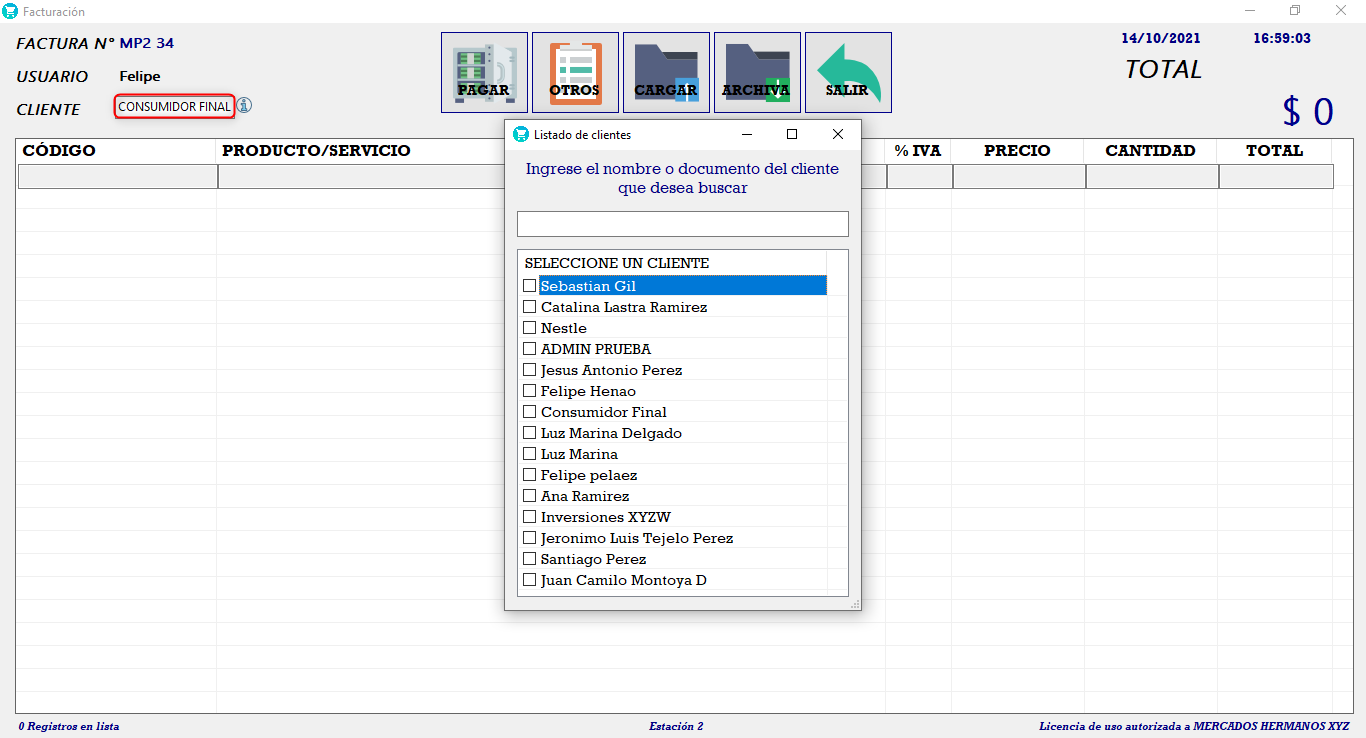 Facturación
FACTURA N° MP2 34
USUARIO Felipe
CLIENTE CONSUMIDOR FINAL
PAGAR OTROS CARGAR ARCHIVA SALIR
14/10/2021 16:59:03
TOTAL
$ 0
CÓDIGO PRODUCTO/SERVICIO % IVA PRECIO CANTIDAD TOTAL
Listado de clientes
Ingrese el nombre o documento del cliente
que desea buscar
SELECCIONE UN CLIENTE
Sebastian Gil
Catalina Lastra Ramirez
Nestle
ADMIN PRUEBA
Jesus Antonio Perez
Felipe Henao
Consumidor Final
Luz Marina Delgado
Luz Marina
Felipe pelaez
Ana Ramirez
Inversiones XYZW
Jeronimo Luis Tejelo Perez
Santiago Perez
Juan Camilo Montoya D
0 Registros en lista
Estación 2
Licencia de uso autorizada a MERCADOS HERMANOS XYZ